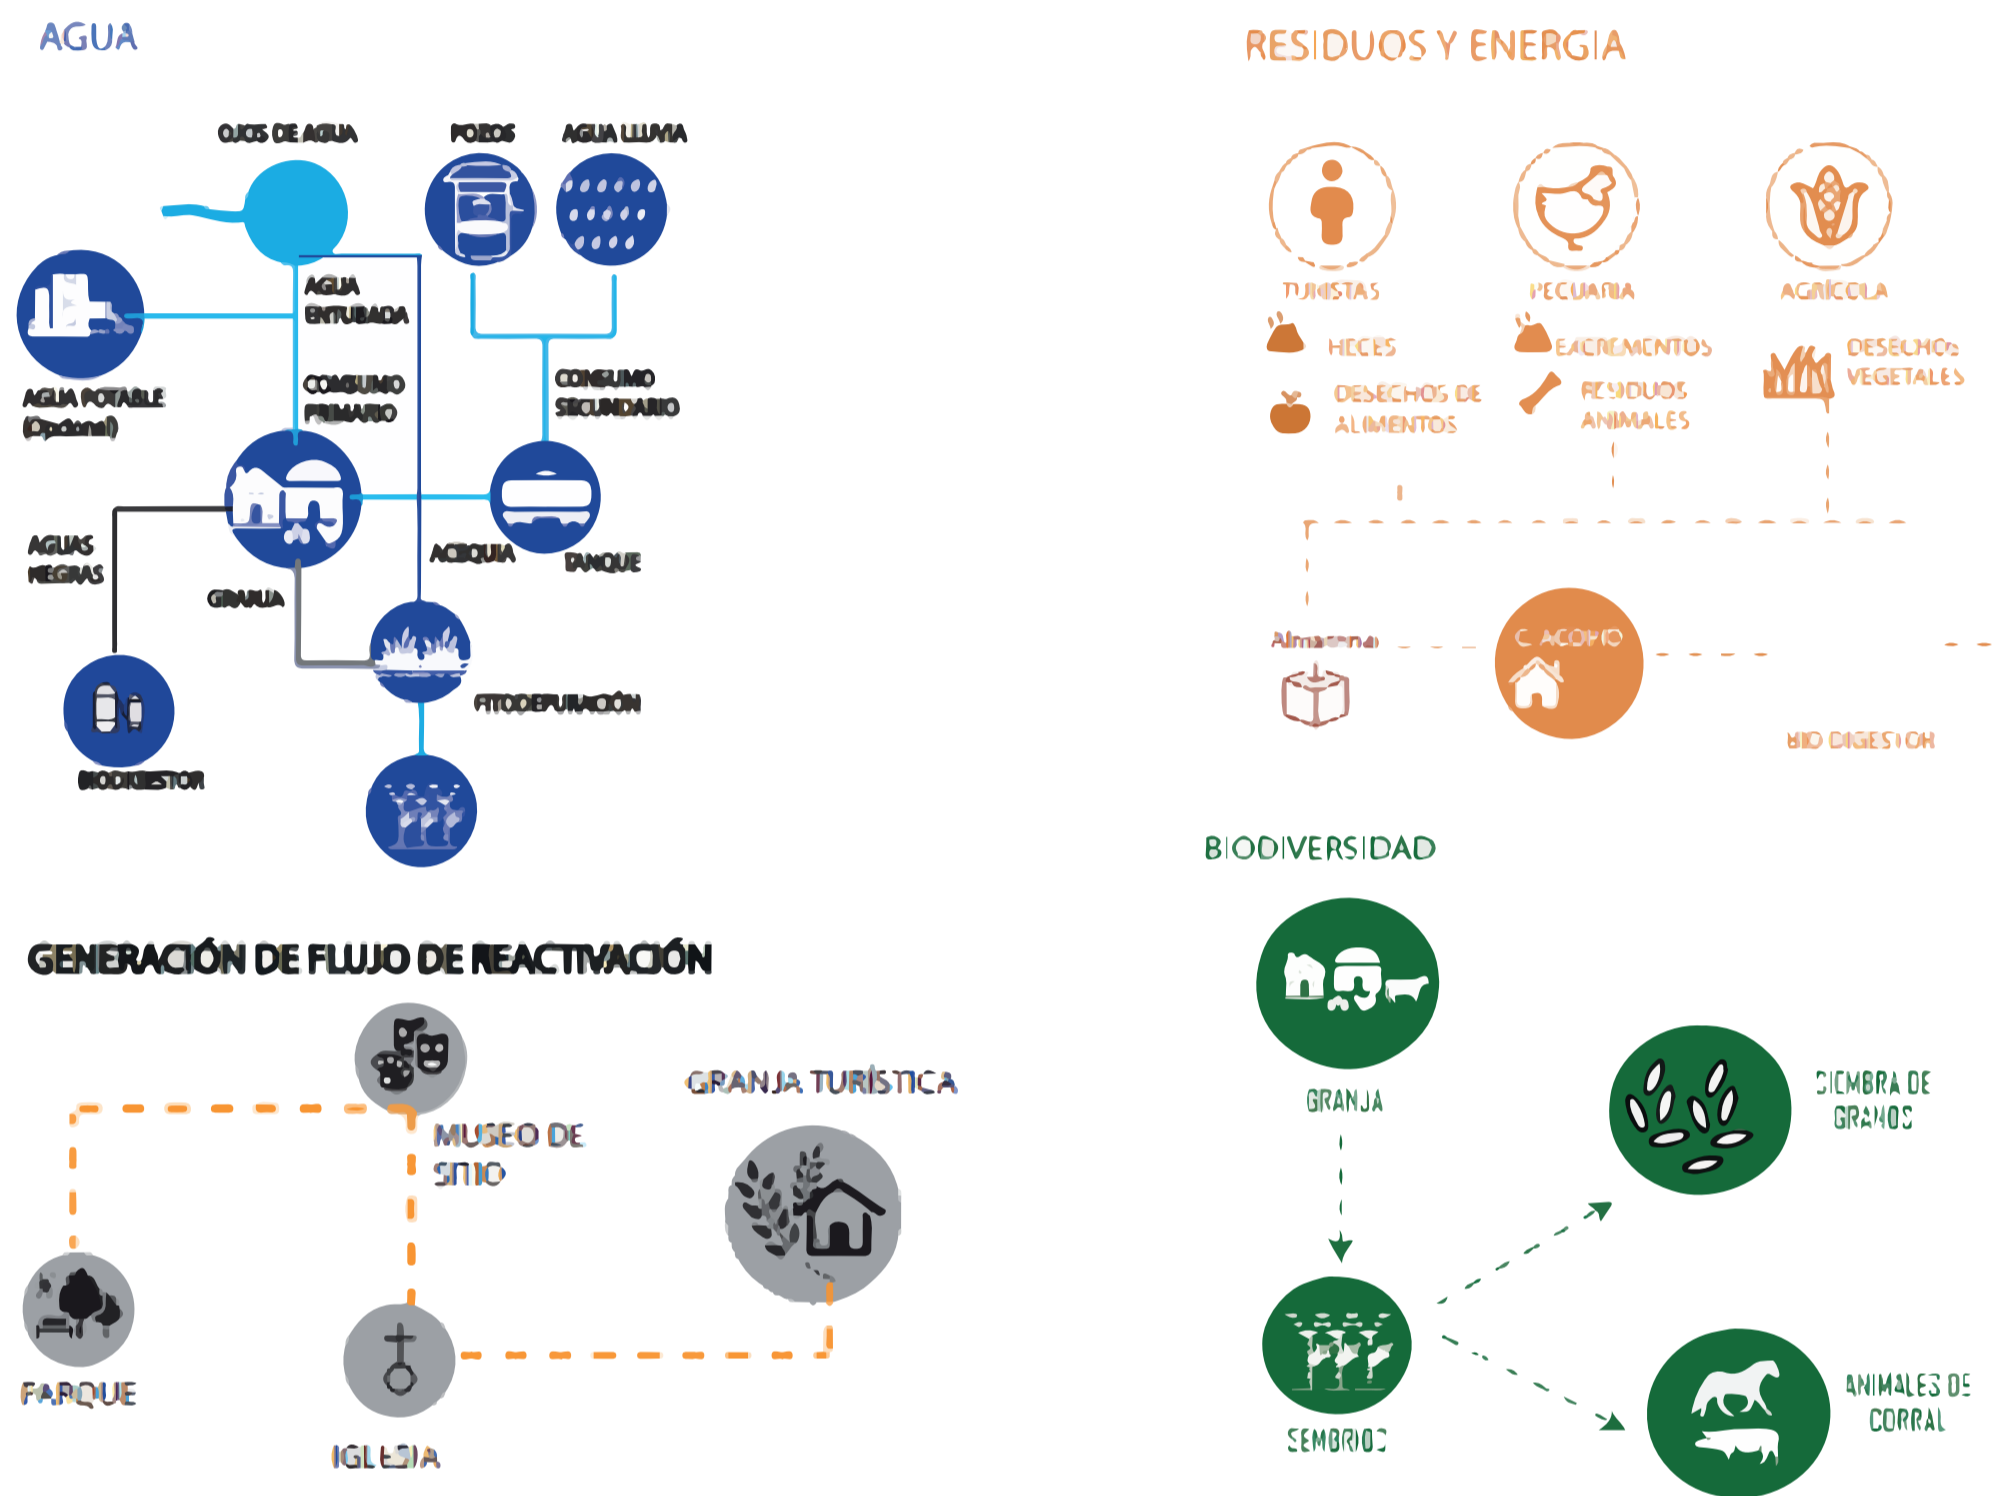 AGUA
OJOS DE AGUA
POZOS
AGUA LLUVIA
AGUA
ENTUBADA
AGUA POTABLE
(Opcional)
CONSUMO
PRIMARIO
CONSUMO
SECUNDARIO
AGUAS
NEGRAS
GRANJA
ACEQUIA
TANQUE
FITODEPURACIÓN
BIODIGESTOR
RESIDUOS Y ENERGIA
TURISTAS
PECUARIA
AGRÍCOLA
HECES
DESECHOS DE
ALIMENTOS
EXCREMENTOS
RESIDUOS
ANIMALES
DESECHOS
VEGETALES
Almacenaj
C. ACOPIO
BIO DIGESTOR
GENERACIÓN DE FLUJO DE REACTIVACIÓN
MUSEO DE
SITIO
GRANJA TURÍSTICA
PARQUE
IGLESIA
BIODIVERSIDAD
GRANJA
SIEMBRA DE
GRANOS
SEMBRIOS
ANIMALES DE
CORRAL